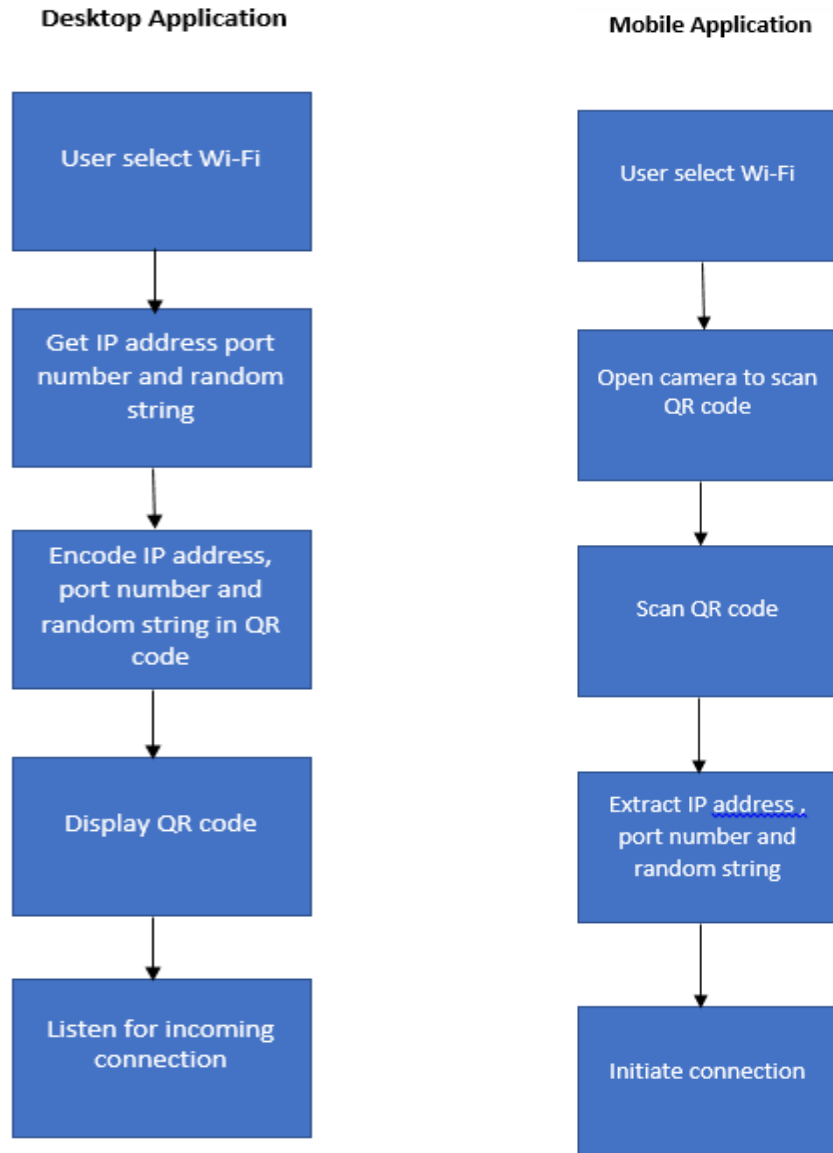 Desktop Application
User select Wi-Fi
Get IP address port
number and random
string
Encode IP address,
port number and
random string in QR
code
Display QR code
Listen for incoming
connection
Mobile Application
User select Wi-Fi
Open camera to scan
QR code
Scan QR code
Extract IP address ,
port number and
random string
Initiate connection